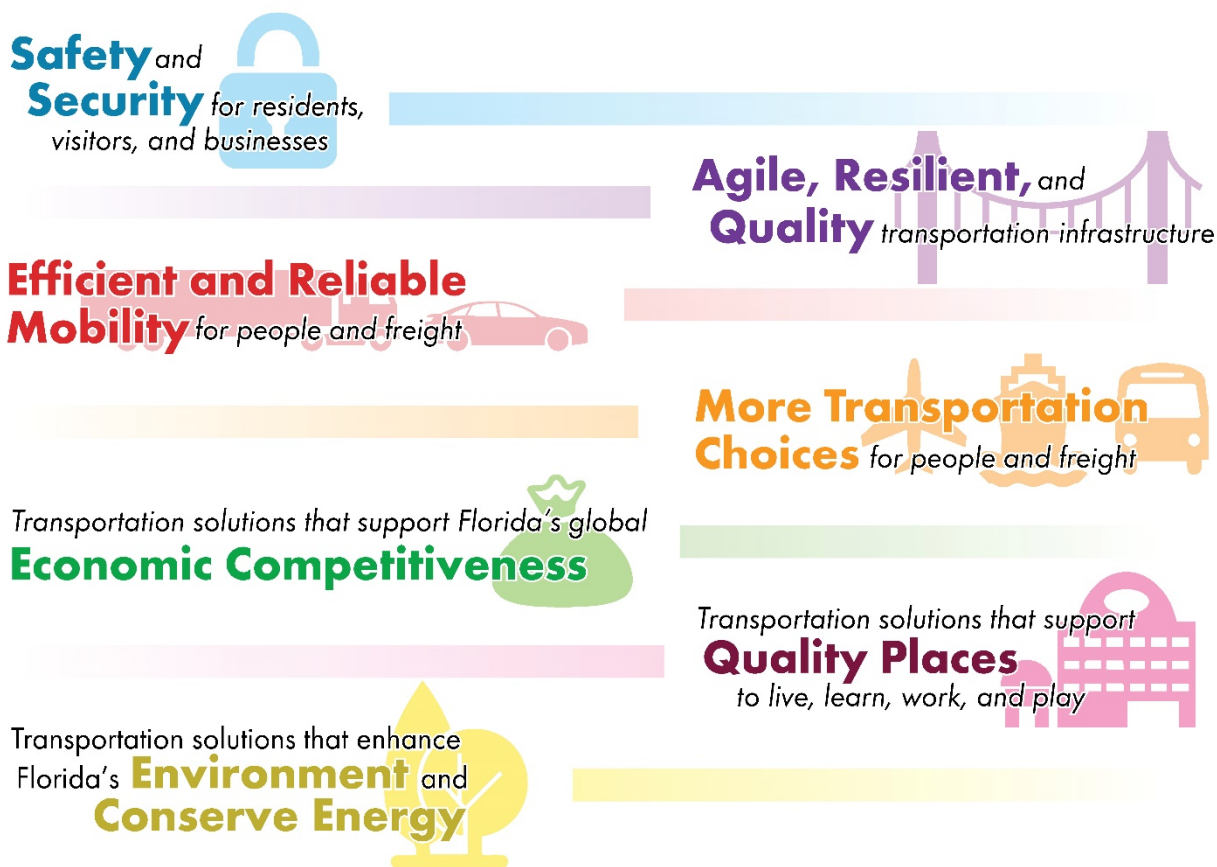 Safety and
Security for residents,
visitors, and businesses
Agile, Resilient, and
Quality transportation infrastructure
Efficient and Reliable
Mobility for people and freight
More Transportation
Choices for people and freight
Transportation solutions that support Florida's global
Economic Competitiveness
Transportation solutions that support
Quality Places
to live, learn, work, and play
Transportation solutions that enhance
Florida's Environment and
Conserve Energy